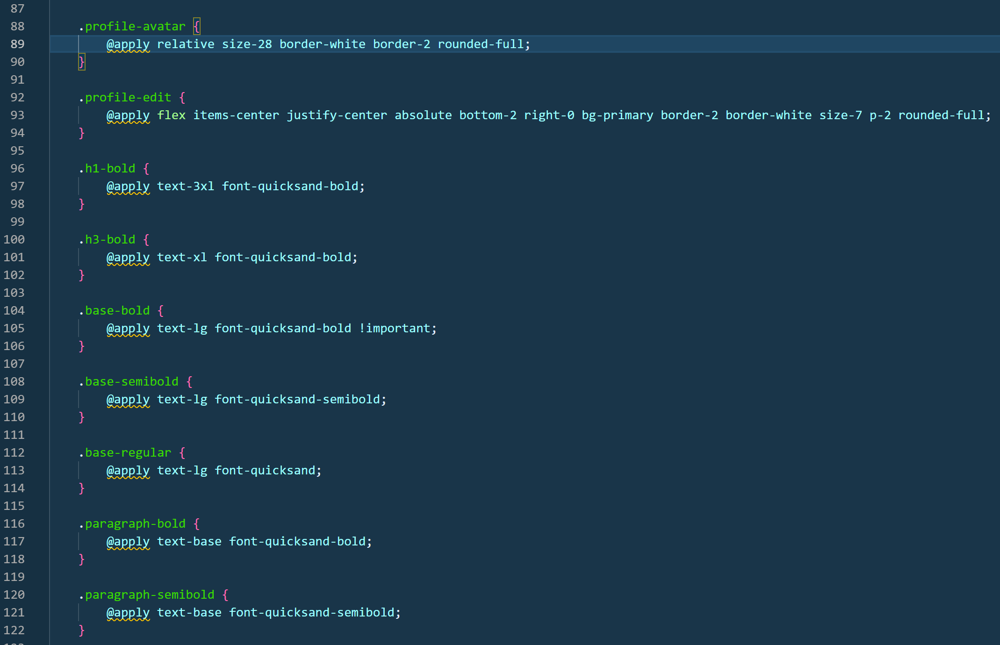 87
88 .profile-avatar {
89 @apply relative size-28 border-white border-2 rounded-full;
90 }
91
92 .profile-edit {
93 @apply flex items-center justify-center absolute bottom-2 right-0 bg-primary border-2 border-white size-7 p-2 rounded-full;
94 }
95
96 .h1-bold {
97 @apply text-3xl font-quicksand-bold;
98 }
99
100 .h3-bold {
101 @apply text-xl font-quicksand-bold;
102 }
103
104 .base-bold {
105 @apply text-lg font-quicksand-bold !important;
106 }
107
108 .base-semibold {
109 @apply text-lg font-quicksand-semibold;
110 }
111
112 .base-regular {
113 @apply text-lg font-quicksand;
114 }
115
116 .paragraph-bold {
117 @apply text-base font-quicksand-bold;
118 }
119
120 .paragraph-semibold {
121 @apply text-base font-quicksand-semibold;
122 }